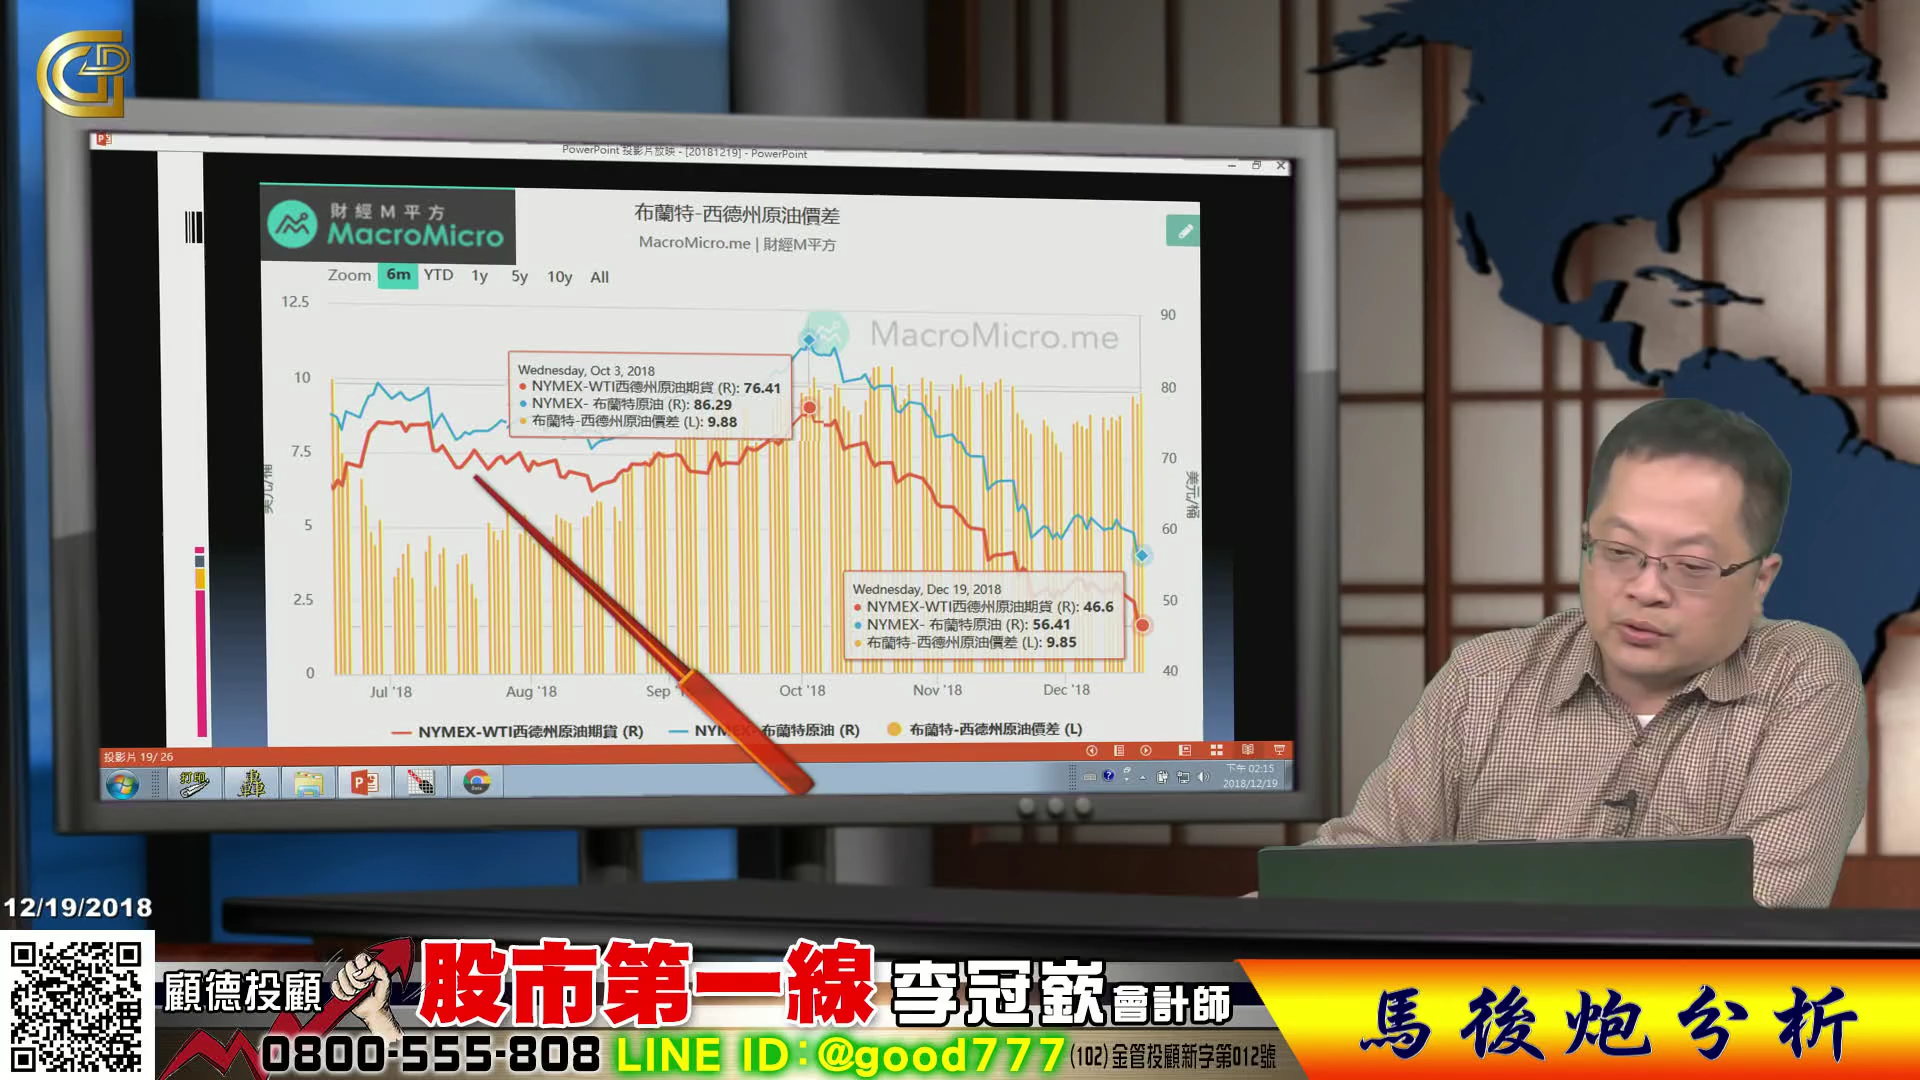 PowerPoint 投影片放映 - [20181219] - PowerPoint
財經M平方
MacroMicro
布蘭特-西德州原油價差
MacroMicro.me | 財經M平方
Zoom 6m YTD 1y 5y 10y All
12.5
10
7.5
5
2.5
0
美元/桶
90
80
70
60
50
40
美元/桶
MacroMicro.me
Wednesday, Oct 3, 2018
NYMEX-WTI西德州原油期貨 (R): 76.41
NYMEX- 布蘭特原油 (R): 86.29
布蘭特-西德州原油價差 (L): 9.88
Wednesday, Dec 19, 2018
NYMEX-WTI西德州原油期貨 (R): 46.6
NYMEX- 布蘭特原油 (R): 56.41
布蘭特-西德州原油價差 (L): 9.85
Jul '18 Aug '18 Sep Oct '18 Nov '18 Dec '18
NYMEX-WTI西德州原油期貨 (R) NYMEX- 布蘭特原油 (R) 布蘭特-西德州原油價差 (L)
投影片 19/ 26
打印
下午 02:15
2018/12/19
12/19/2018
顧德投顧 股市第一線 李冠嶔會計師
0800-555-808 LINE ID:@good777 (102)金管投顧新字第012號
馬後炮分析